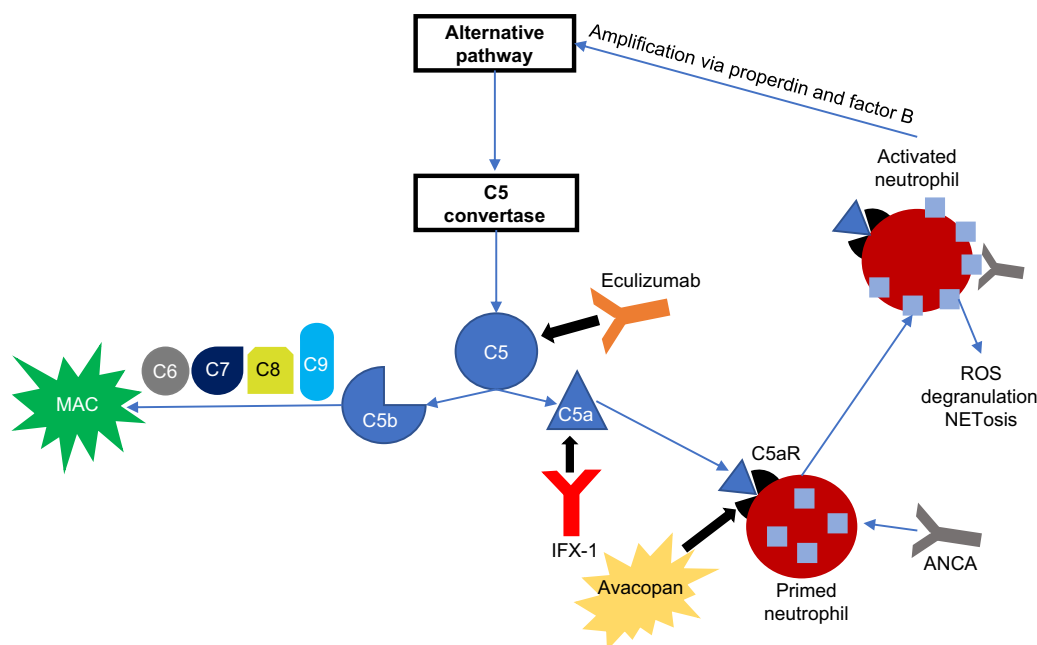 Alternative
pathway
Amplification via properdin and factor B
Activated
neutrophil
C5
convertase
Eculizumab
C5
C6
C7
C8
C9
MAC
C5b
C5a
ROS
degranulation
NETosis
C5aR
IFX-1
ANCA
Avacopan
Primed
neutrophil